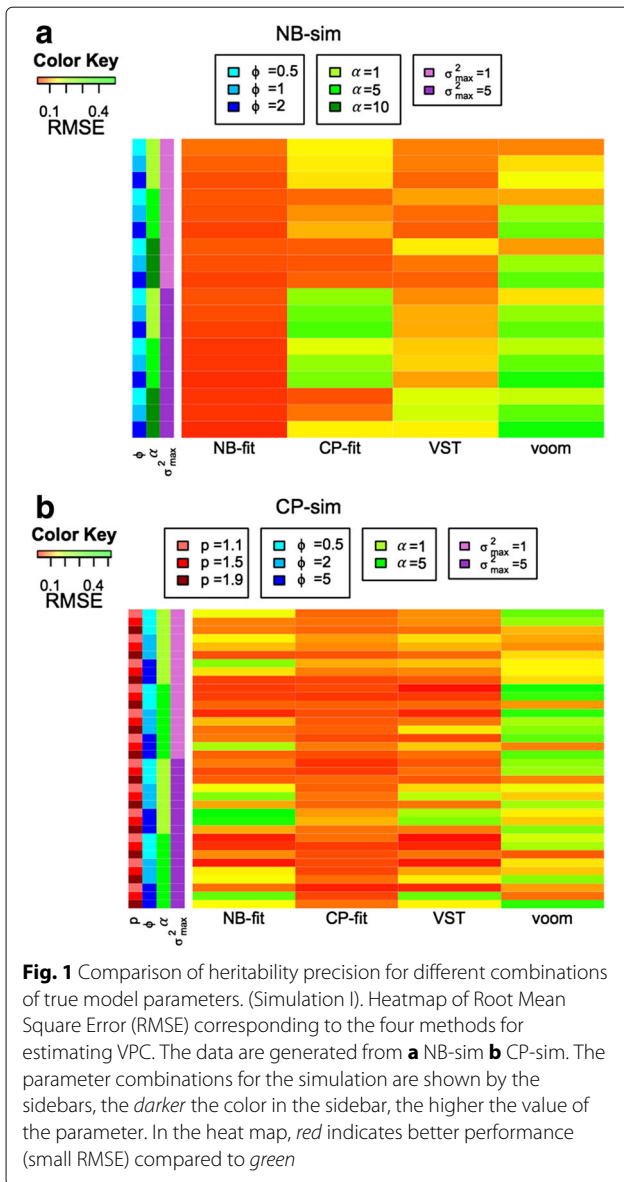 a
NB-sim
Color Key
0.1 0.4
RMSE
ϕ =0.5
ϕ =1
ϕ =2
α=1
α=5
α=10
σ²max=1
σ²max=5
ϕ
α
σ²max
NB-fit CP-fit VST voom
b
CP-sim
Color Key
0.1 0.4
RMSE
p=1.1
p=1.5
p=1.9
ϕ =0.5
ϕ =2
ϕ =5
α=1
α=5
σ²max=1
σ²max=5
p
ϕ
α
σ²max
NB-fit CP-fit VST voom
Fig. 1 Comparison of heritability precision for different combinations
of true model parameters. (Simulation I). Heatmap of Root Mean
Square Error (RMSE) corresponding to the four methods for
estimating VPC. The data are generated from a NB-sim b CP-sim. The
parameter combinations for the simulation are shown by the
sidebars, the darker the color in the sidebar, the higher the value of
the parameter. In the heat map, red indicates better performance
(small RMSE) compared to green